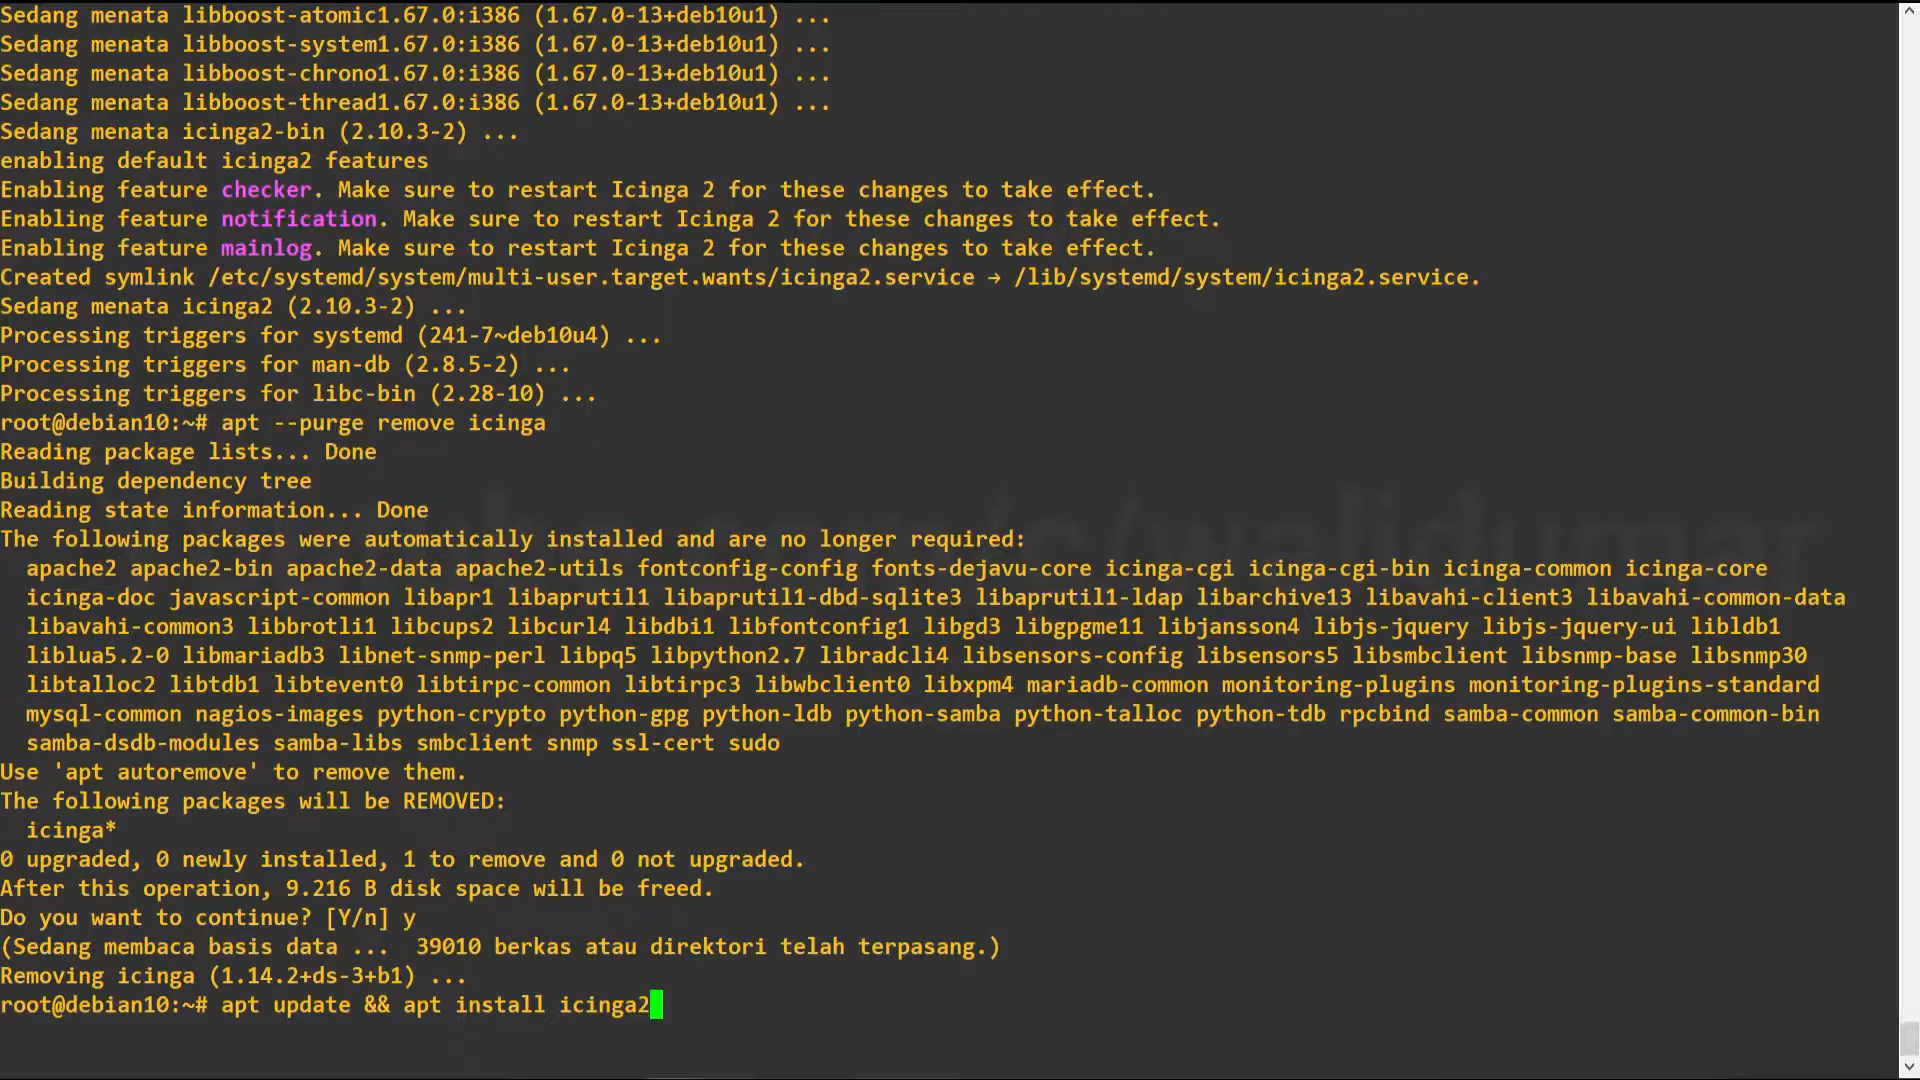 Sedang menata libboost-atomic1.67.0:i386 (1.67.0-13+deb10u1) ...
Sedang menata libboost-system1.67.0:i386 (1.67.0-13+deb10u1) ...
Sedang menata libboost-chrono1.67.0:i386 (1.67.0-13+deb10u1) ...
Sedang menata libboost-thread1.67.0:i386 (1.67.0-13+deb10u1) ...
Sedang menata icinga2-bin (2.10.3-2) ...
enabling default icinga2 features
Enabling feature checker. Make sure to restart Icinga 2 for these changes to take effect.
Enabling feature notification. Make sure to restart Icinga 2 for these changes to take effect.
Enabling feature mainlog. Make sure to restart Icinga 2 for these changes to take effect.
Created symlink /etc/systemd/system/multi-user.target.wants/icinga2.service → /lib/systemd/system/icinga2.service.
Sedang menata icinga2 (2.10.3-2) ...
Processing triggers for systemd (241-7~deb10u4) ...
Processing triggers for man-db (2.8.5-2) ...
Processing triggers for libc-bin (2.28-10) ...
root@debian10:~# apt --purge remove icinga
Reading package lists... Done
Building dependency tree
Reading state information... Done
The following packages were automatically installed and are no longer required:
  apache2 apache2-bin apache2-data apache2-utils fontconfig-config fonts-dejavu-core icinga-cgi icinga-cgi-bin icinga-common icinga-core
  icinga-doc javascript-common libapr1 libaprutil1 libaprutil1-dbd-sqlite3 libaprutil1-ldap libarchive13 libavahi-client3 libavahi-common-data
  libavahi-common3 libbrotli1 libcups2 libcurl4 libdbi1 libfontconfig1 libgd3 libgpgme11 libjansson4 libjs-jquery libjs-jquery-ui libldb1
  liblua5.2-0 libmariadb3 libnet-snmp-perl libpq5 libpython2.7 libradcli4 libsensors-config libsensors5 libsmbclient libsnmp-base libsnmp30
  libtalloc2 libtdb1 libtevent0 libtirpc-common libtirpc3 libwbclient0 libxpm4 mariadb-common monitoring-plugins monitoring-plugins-standard
  mysql-common nagios-images python-crypto python-gpg python-ldb python-samba python-talloc python-tdb rpcbind samba-common samba-common-bin
  samba-dsdb-modules samba-libs smbclient snmp ssl-cert sudo
Use 'apt autoremove' to remove them.
The following packages will be REMOVED:
  icinga*
0 upgraded, 0 newly installed, 1 to remove and 0 not upgraded.
After this operation, 9.216 B disk space will be freed.
Do you want to continue? [Y/n] y
(Sedang membaca basis data ...  39010 berkas atau direktori telah terpasang.)
Removing icinga (1.14.2+ds-3+b1) ...
root@debian10:~# apt update && apt install icinga2